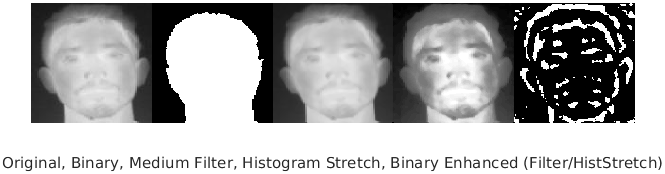 Original, Binary, Medium Filter, Histogram Stretch, Binary Enhanced (Filter/HistStretch)